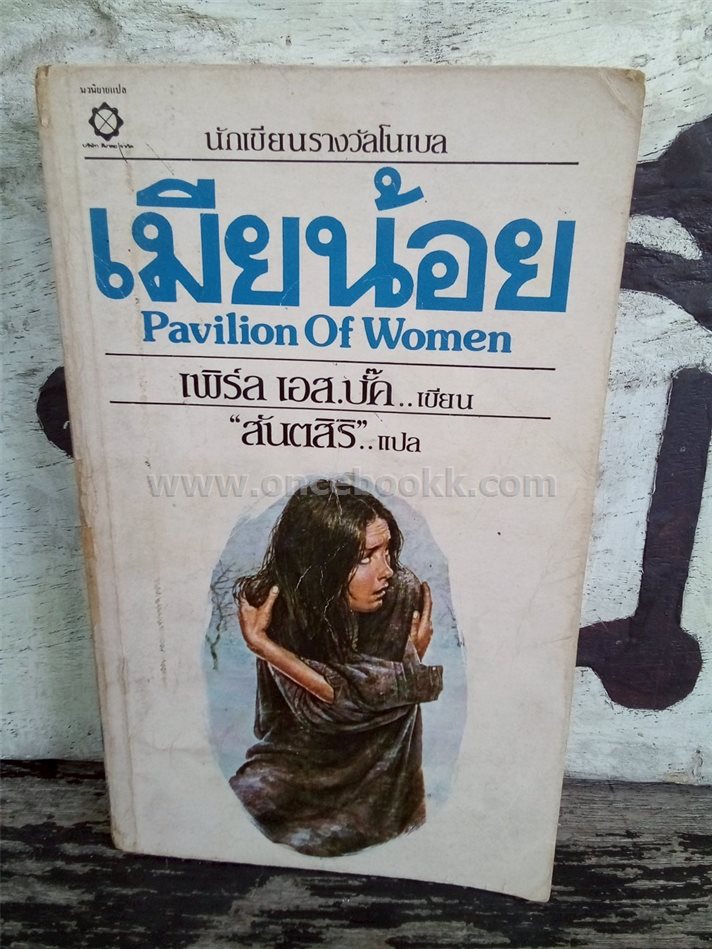 นวนิยายแปล
นักเขียนรางวัลโนเบล
เมียน้อย
Pavilion Of Women
เพิร์ล เอส.บั๊ค..เขียน
“สันตสิริ”..แปล
www.oncebookk.com